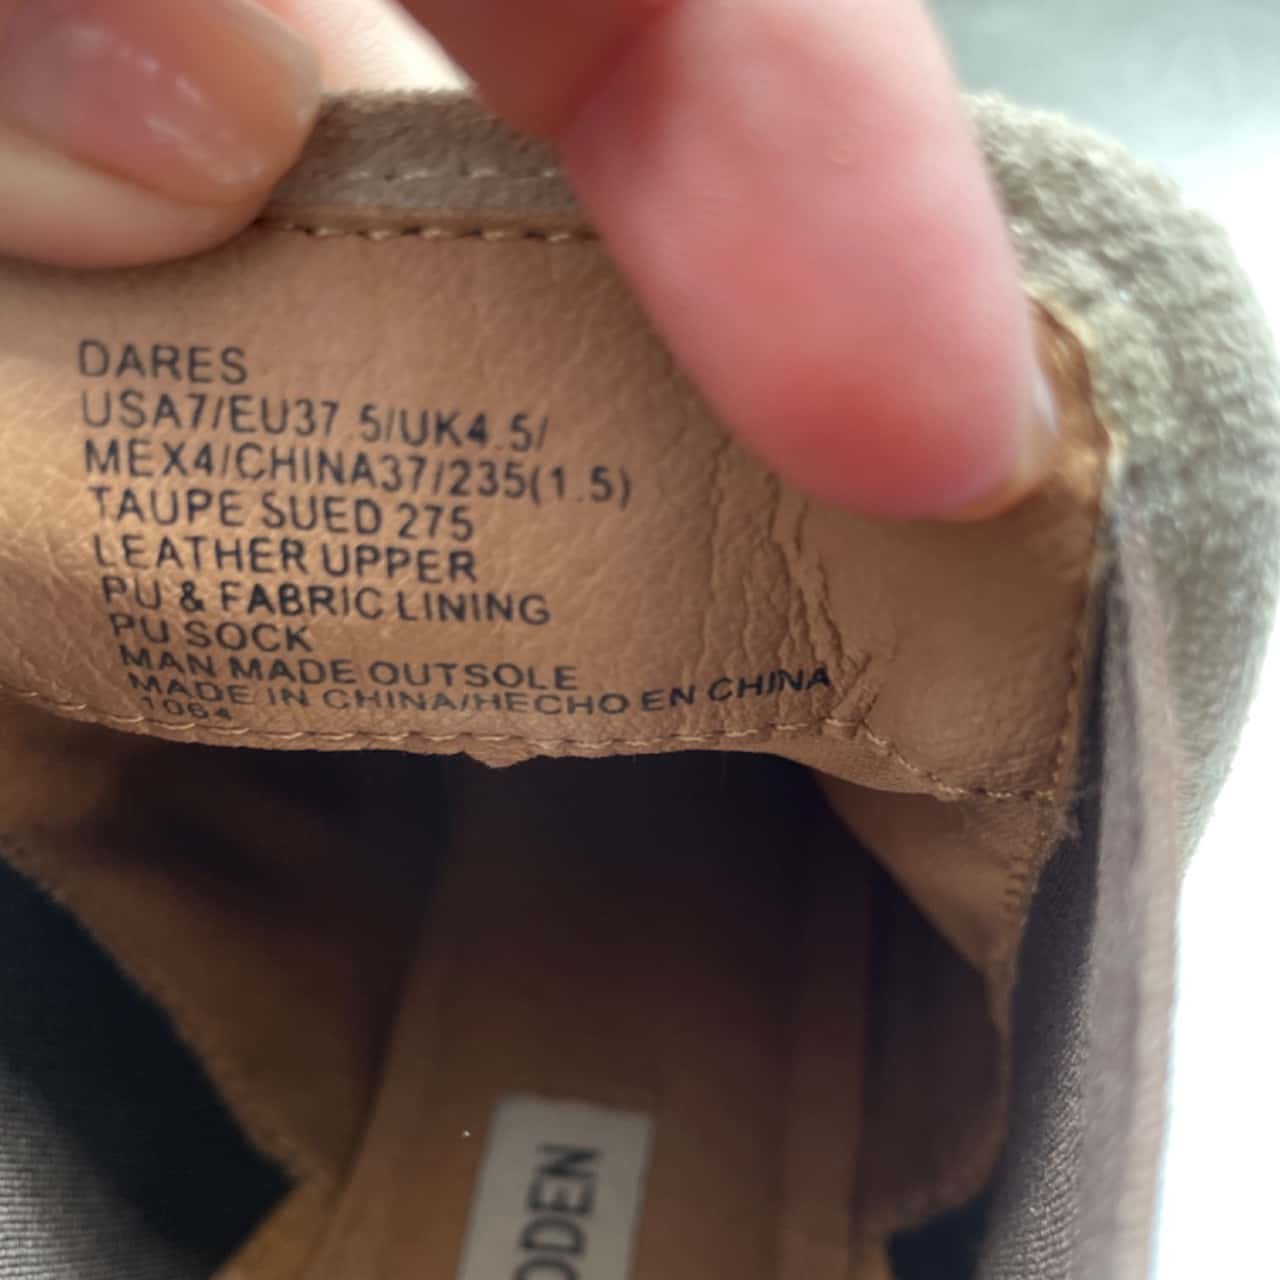 DARES
USA7/EU37.5/UK4.5/
MEX4/CHINA37/235(1.5)
TAUPE SUED 275
LEATHER UPPER
PU & FABRIC LINING
PU SOCK
MAN MADE OUTSOLE
MADE IN CHINA/HECHO EN CHINA
1064
DDEN